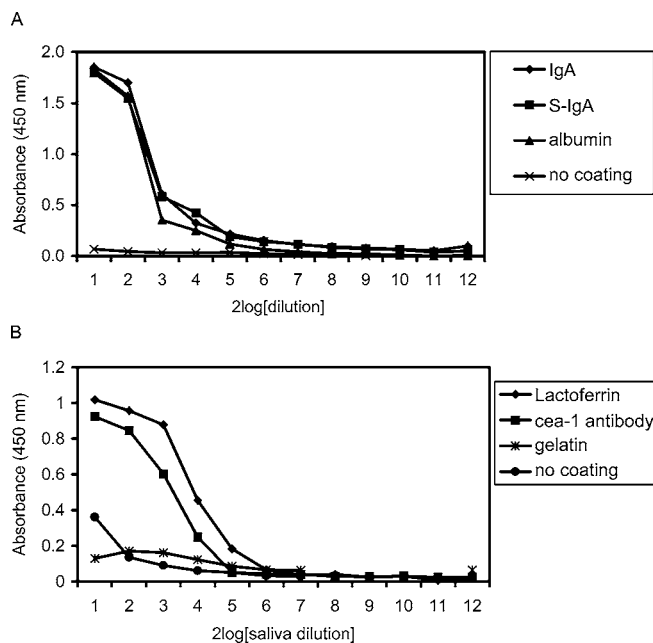 A
Absorbance (450 nm)
2.0
1.5
1.0
0.5
0.0
1 2 3 4 5 6 7 8 9 10 11 12
2log[dilution]
IgA
S-IgA
albumin
no coating
B
Absorbance (450 nm)
1.2
1
0.8
0.6
0.4
0.2
0
1 2 3 4 5 6 7 8 9 10 11 12
2log[saliva dilution]
Lactoferrin
cea-1 antibody
gelatin
no coating